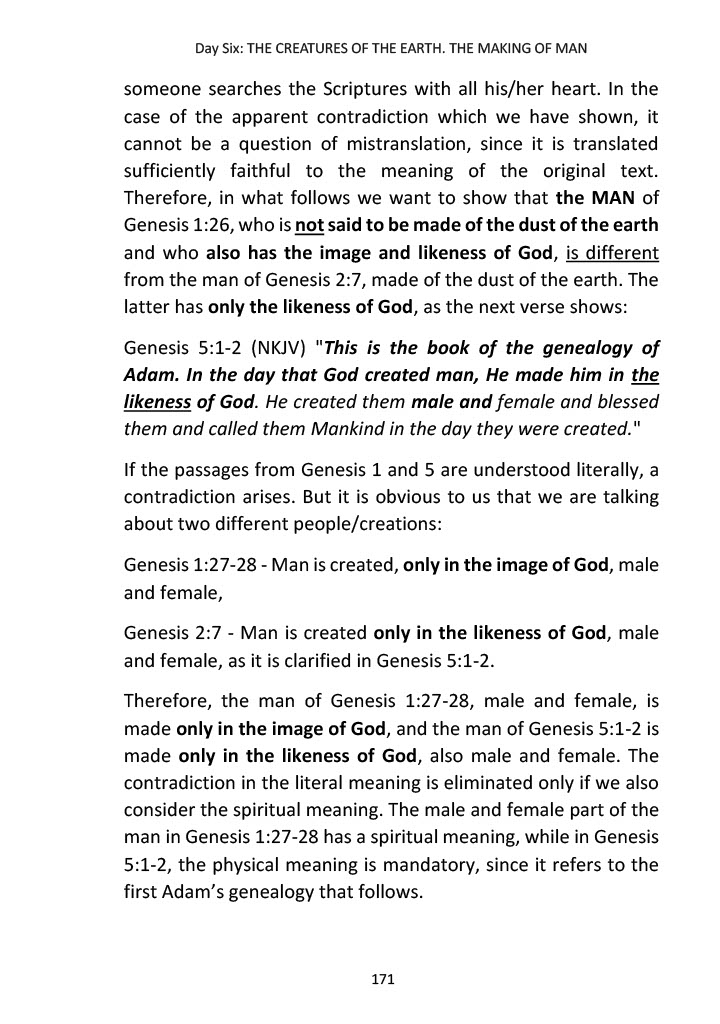 Day Six: THE CREATURES OF THE EARTH. THE MAKING OF MAN
someone searches the Scriptures with all his/her heart. In the
case of the apparent contradiction which we have shown, it
cannot be a question of mistranslation, since it is translated
sufficiently faithful to the meaning of the original text.
Therefore, in what follows we want to show that the MAN of
Genesis 1:26, who is not said to be made of the dust of the earth
and who also has the image and likeness of God, is different
from the man of Genesis 2:7, made of the dust of the earth. The
latter has only the likeness of God, as the next verse shows:
Genesis 5:1-2 (NKJV) "This is the book of the genealogy of
Adam. In the day that God created man, He made him in the
likeness of God. He created them male and female and blessed
them and called them Mankind in the day they were created."
If the passages from Genesis 1 and 5 are understood literally, a
contradiction arises. But it is obvious to us that we are talking
about two different people/creations:
Genesis 1:27-28 - Man is created, only in the image of God, male
and female,
Genesis 2:7 - Man is created only in the likeness of God, male
and female, as it is clarified in Genesis 5:1-2.
Therefore, the man of Genesis 1:27-28, male and female, is
made only in the image of God, and the man of Genesis 5:1-2 is
made only in the likeness of God, also male and female. The
contradiction in the literal meaning is eliminated only if we also
consider the spiritual meaning. The male and female part of the
man in Genesis 1:27-28 has a spiritual meaning, while in Genesis
5:1-2, the physical meaning is mandatory, since it refers to the
first Adam’s genealogy that follows.
171